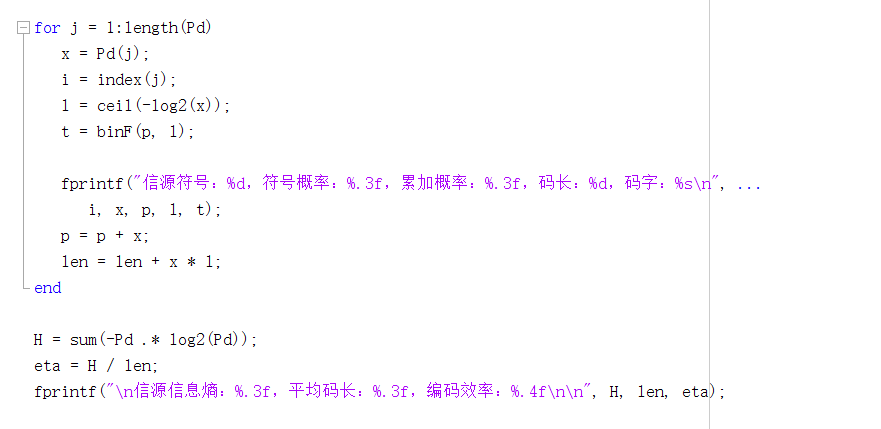 for j = 1:length(Pd)
x = Pd(j);
i = index(j);
l = ceil(-log2(x));
t = binF(p, l);
fprintf("信源符号：%d，符号概率：%.3f，累加概率：%.3f，码长：%d，码字：%s\n", ...
i, x, p, l, t);
p = p + x;
len = len + x * l;
end
H = sum(-Pd .* log2(Pd));
eta = H / len;
fprintf("\n信源信息熵：%.3f，平均码长：%.3f，编码效率：%.4f\n\n", H, len, eta);